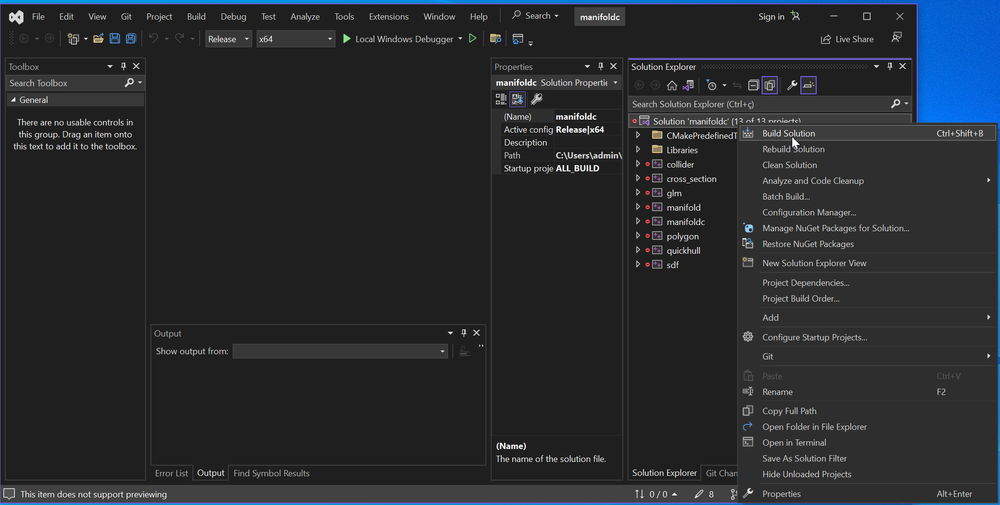 File Edit View Git Project Build Debug Test Analyze Tools Extensions Window Help Search manifoldc Sign in
Release x64 Local Windows Debugger Live Share
Toolbox
Search Toolbox
General
There are no usable controls in
this group. Drag an item onto
this text to add it to the toolbox.
Output
Show output from:
Error List Output Find Symbol Results
Properties
manifoldc Solution Propertie
(Name) manifoldc
Active config Release|x64
Description
Path C:\Users\admin\
Startup proje ALL_BUILD
(Name)
The name of the solution file.
Solution Explorer
Search Solution Explorer (Ctrl+ç)
Solution 'manifoldc' (13 of 13 projects)
CMakePredefinedT
Libraries
collider
cross_section
glm
manifold
manifoldc
polygon
quickhull
sdf
Solution Explorer Git Chan
Build Solution Ctrl+Shift+B
Rebuild Solution
Clean Solution
Analyze and Code Cleanup
Batch Build...
Configuration Manager...
Manage NuGet Packages for Solution...
Restore NuGet Packages
New Solution Explorer View
Project Dependencies...
Project Build Order...
Add
Configure Startup Projects...
Git
Paste Ctrl+V
Rename F2
Copy Full Path
Open Folder in File Explorer
Open in Terminal
Save As Solution Filter
Hide Unloaded Projects
Properties Alt+Enter
This item does not support previewing 0 / 0 8